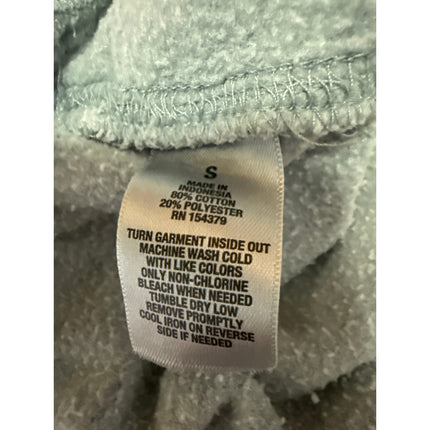 S
MADE IN
INDONESIA
80% COTTON
20% POLYESTER
RN 154379
TURN GARMENT INSIDE OUT
MACHINE WASH COLD
WITH LIKE COLORS
ONLY NON-CHLORINE
BLEACH WHEN NEEDED
TUMBLE DRY LOW
REMOVE PROMPTLY
COOL IRON ON REVERSE
SIDE IF NEEDED